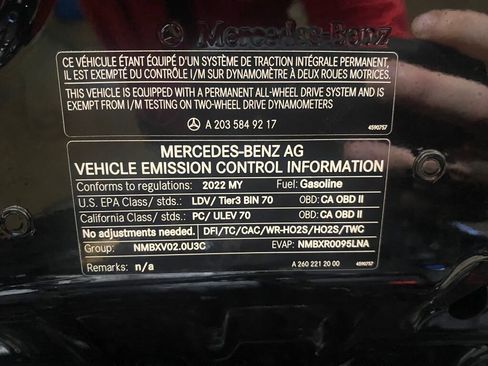 Mercedes-Benz
CE VÉHICULE ÉTANT ÉQUIPÉ D'UN SYSTÈME DE TRACTION INTÉGRALE PERMANENT,
IL EST EXEMPTÉ DU CONTRÔLE I/M SUR DYNAMOMÈTRE À DEUX ROUES MOTRICES.
THIS VEHICLE IS EQUIPPED WITH A PERMANENT ALL-WHEEL DRIVE SYSTEM AND IS
EXEMPT FROM I/M TESTING ON TWO-WHEEL DRIVE DYNAMOMETERS
A 203 584 92 17
4590757
MERCEDES-BENZ AG
VEHICLE EMISSION CONTROL INFORMATION
Conforms to regulations: 2022 MY Fuel: Gasoline
U.S. EPA Class/ stds.: LDV/ Tier3 BIN 70 OBD: CA OBD II
California Class/ stds.: PC/ ULEV 70 OBD: CA OBD II
No adjustments needed. DFI/TC/CAC/WR-HO2S/HO2S/TWC
Group: NMBXV02.0U3C EVAP: NMBXR0095LNA
Remarks: n/a
A 260 221 20 00
4590757